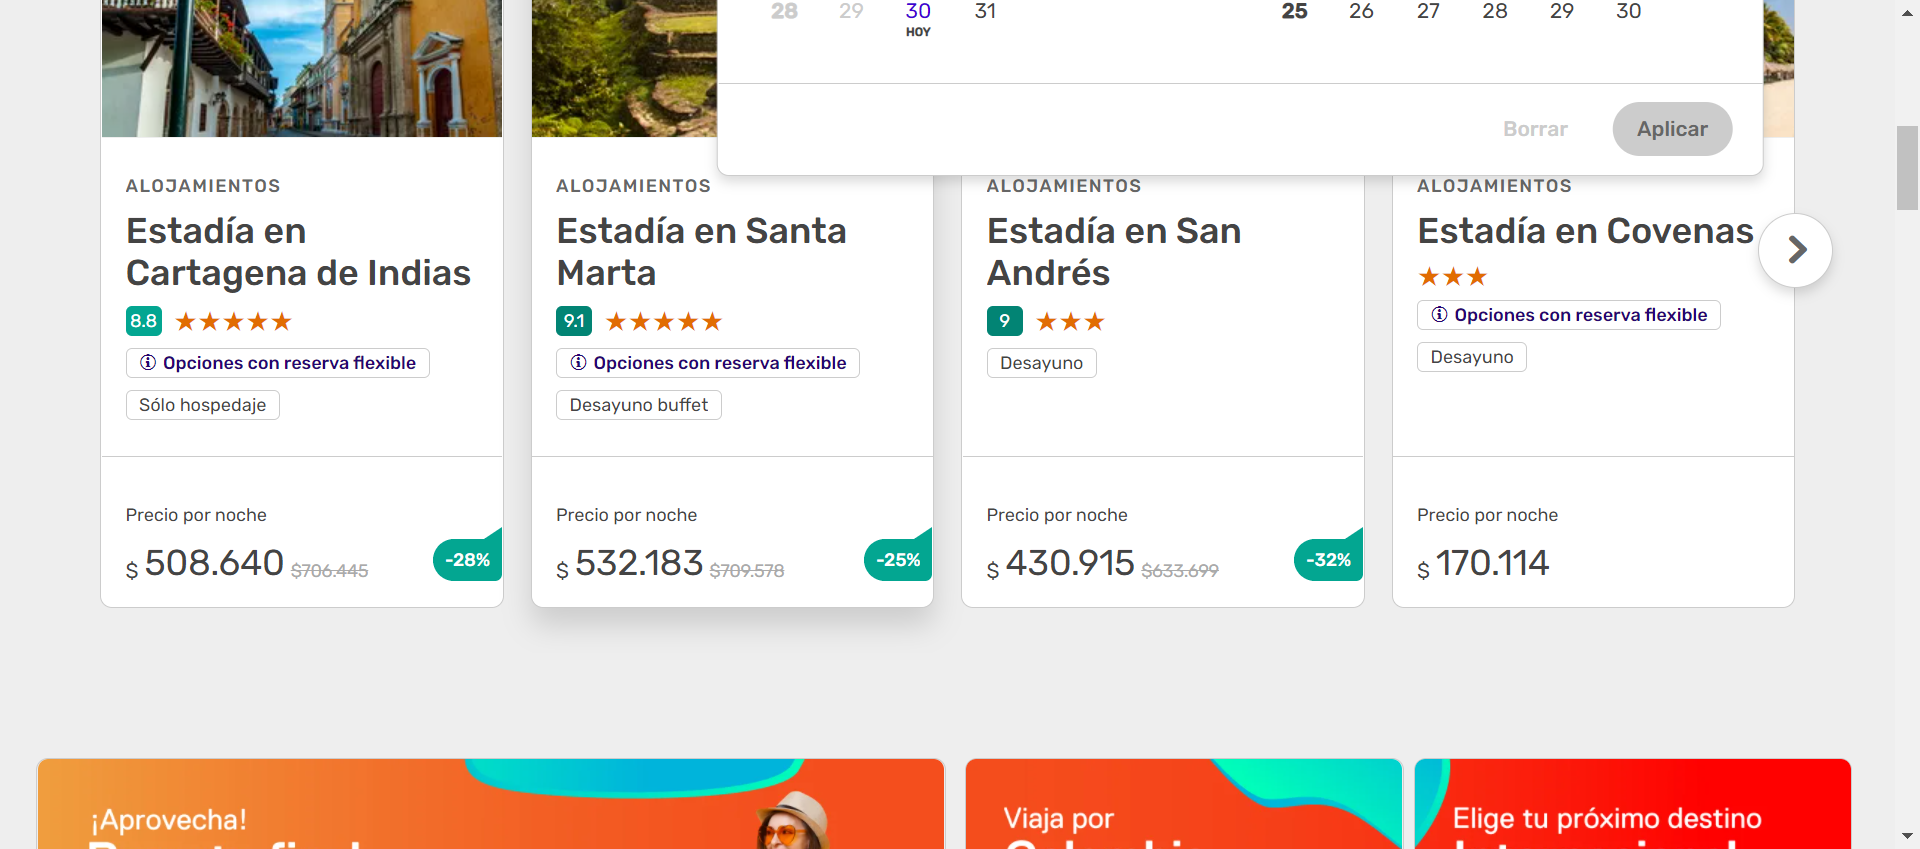 28 29 30 31
HOY
25 26 27 28 29 30
Borrar Aplicar
ALOJAMIENTOS
Estadía en
Cartagena de Indias
8.8
Opciones con reserva flexible
Sólo hospedaje
Precio por noche
$ 508.640 $706.445
-28%
ALOJAMIENTOS
Estadía en Santa
Marta
9.1
Opciones con reserva flexible
Desayuno buffet
Precio por noche
$ 532.183 $709.578
-25%
ALOJAMIENTOS
Estadía en San
Andrés
9
Desayuno
Precio por noche
$ 430.915 $633.699
-32%
ALOJAMIENTOS
Estadía en Covenas
Opciones con reserva flexible
Desayuno
Precio por noche
$ 170.114
¡Aprovecha!
Viaja por
Elige tu próximo destino